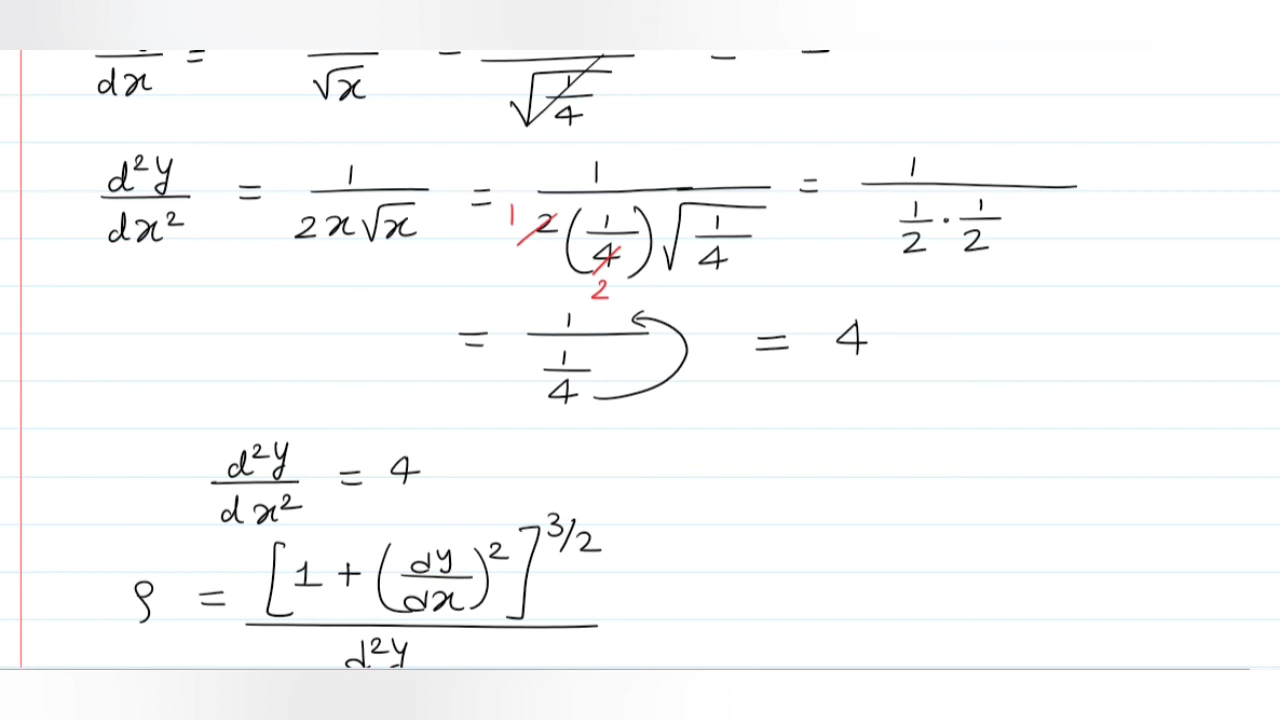 dx = √x = √1/4 = =
d²y/dx² = 1/(2x√x) = 1/(2(1/4)√(1/4)) = 1/(1/2 · 1/2)
1 2
= 1/(1/4) = 4
d²y/dx² = 4
ρ = [1 + (dy/dx)²]^3/2
d²y